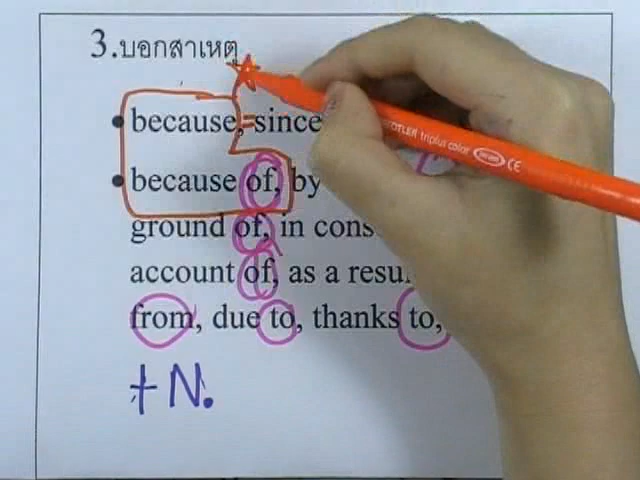 3.บอกสาเหตุ
• because, since
• because of, by
ground of, in cons
account of, as a resu
from, due to, thanks to,
+ N.
STAEDTLER triplus color CE